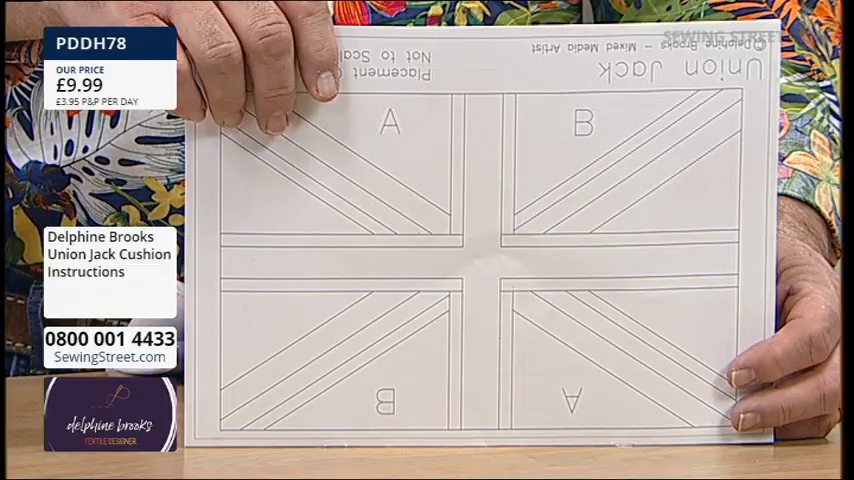 PDDH78
OUR PRICE
£9.99
£3.95 P&P PER DAY
Delphine Brooks
Union Jack Cushion
Instructions
0800 001 4433
SewingStreet.com
delphine brooks
TEXTILE DESIGNER
SEWING STREET
©Delphine Brooks – Mixed Media Artist
Union Jack
Placement
Not to Scale
A
B
B
A